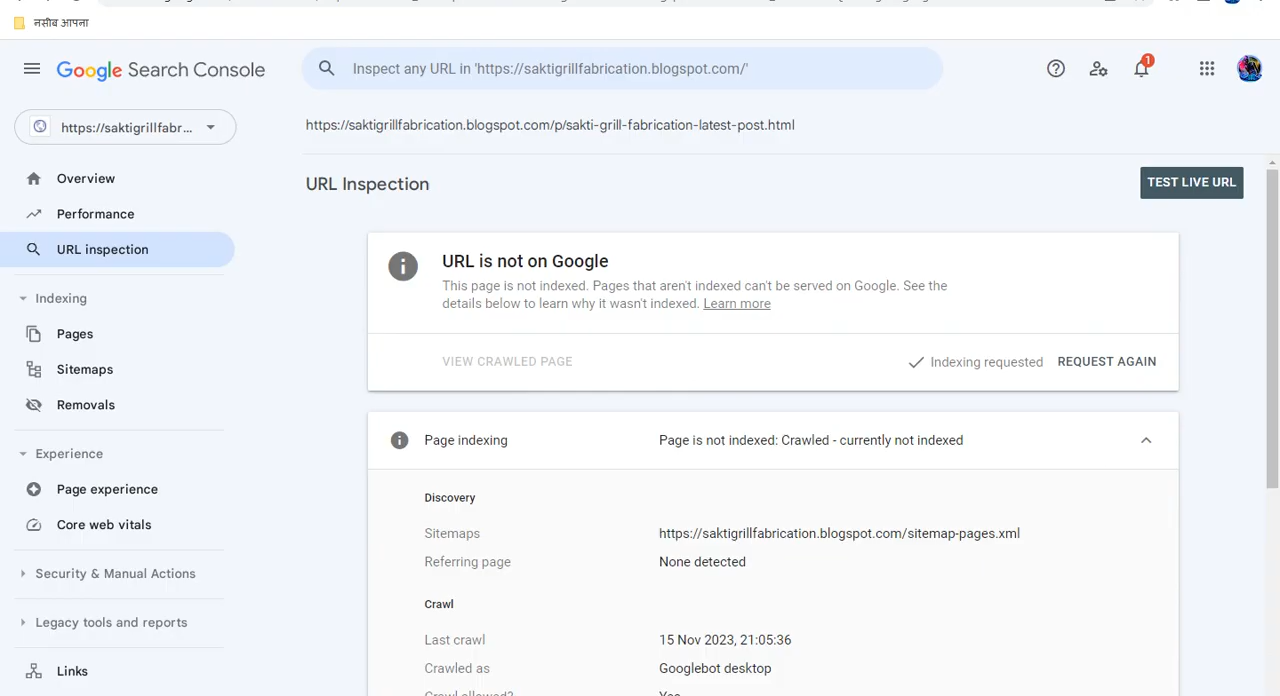 नसीब आपना
Google Search Console
Inspect any URL in 'https://saktigrillfabrication.blogspot.com/'
1
https://saktigrillfabr...
https://saktigrillfabrication.blogspot.com/p/sakti-grill-fabrication-latest-post.html
Overview
Performance
URL inspection
Indexing
Pages
Sitemaps
Removals
Experience
Page experience
Core web vitals
Security & Manual Actions
Legacy tools and reports
Links
URL Inspection
TEST LIVE URL
URL is not on Google
This page is not indexed. Pages that aren't indexed can't be served on Google. See the
details below to learn why it wasn't indexed. Learn more
VIEW CRAWLED PAGE
Indexing requested REQUEST AGAIN
Page indexing Page is not indexed: Crawled - currently not indexed
Discovery
Sitemaps https://saktigrillfabrication.blogspot.com/sitemap-pages.xml
Referring page None detected
Crawl
Last crawl 15 Nov 2023, 21:05:36
Crawled as Googlebot desktop
Crawl allowed? Yes